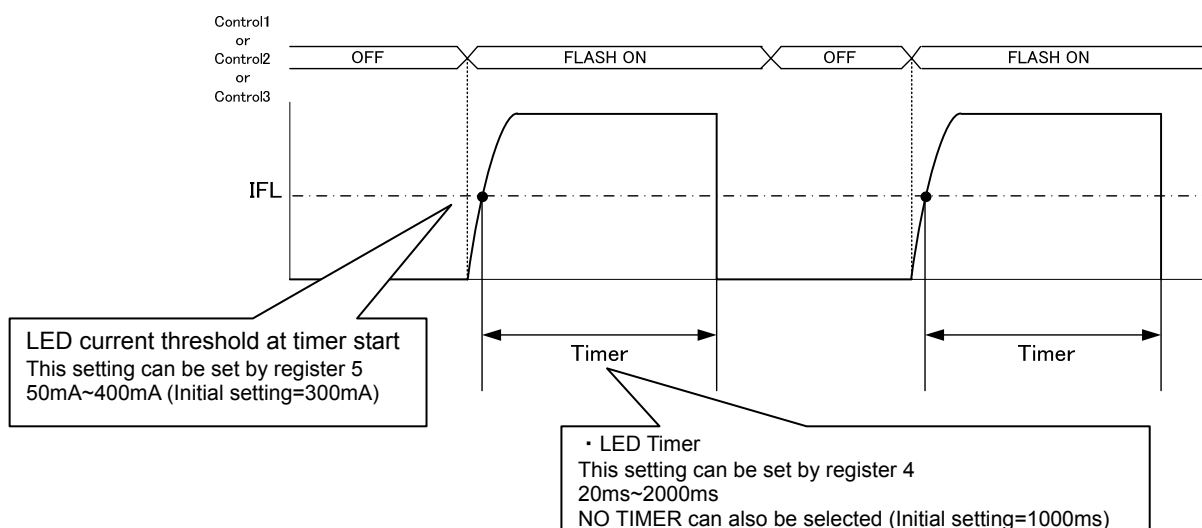 Control1
or
Control2
or
Control3
OFF
FLASH ON
OFF
FLASH ON
IFL
Timer
Timer
LED current threshold at timer start
This setting can be set by register 5
50mA~400mA (Initial setting=300mA)
・LED Timer
This setting can be set by register 4
20ms~2000ms
NO TIMER can also be selected (Initial setting=1000ms)